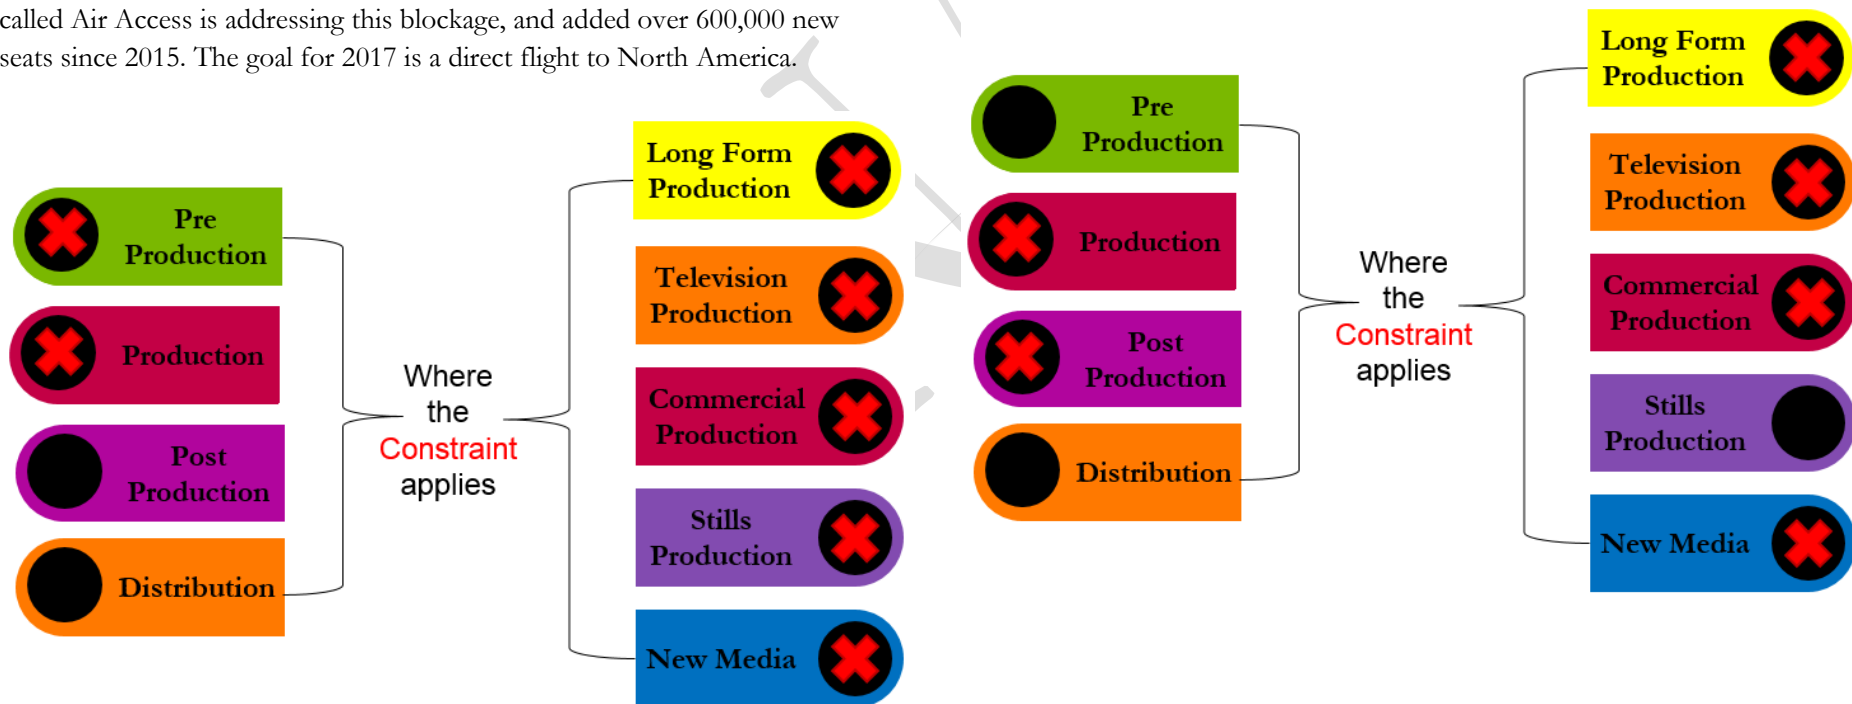 called Air Access is addressing this blockage, and added over 600,000 new
seats since 2015. The goal for 2017 is a direct flight to North America.
Pre
Production
Production
Post
Production
Distribution
Where
the
Constraint
applies
Long Form
Production
Television
Production
Commercial
Production
Stills
Production
New Media
Pre
Production
Production
Post
Production
Distribution
Where
the
Constraint
applies
Long Form
Production
Television
Production
Commercial
Production
Stills
Production
New Media